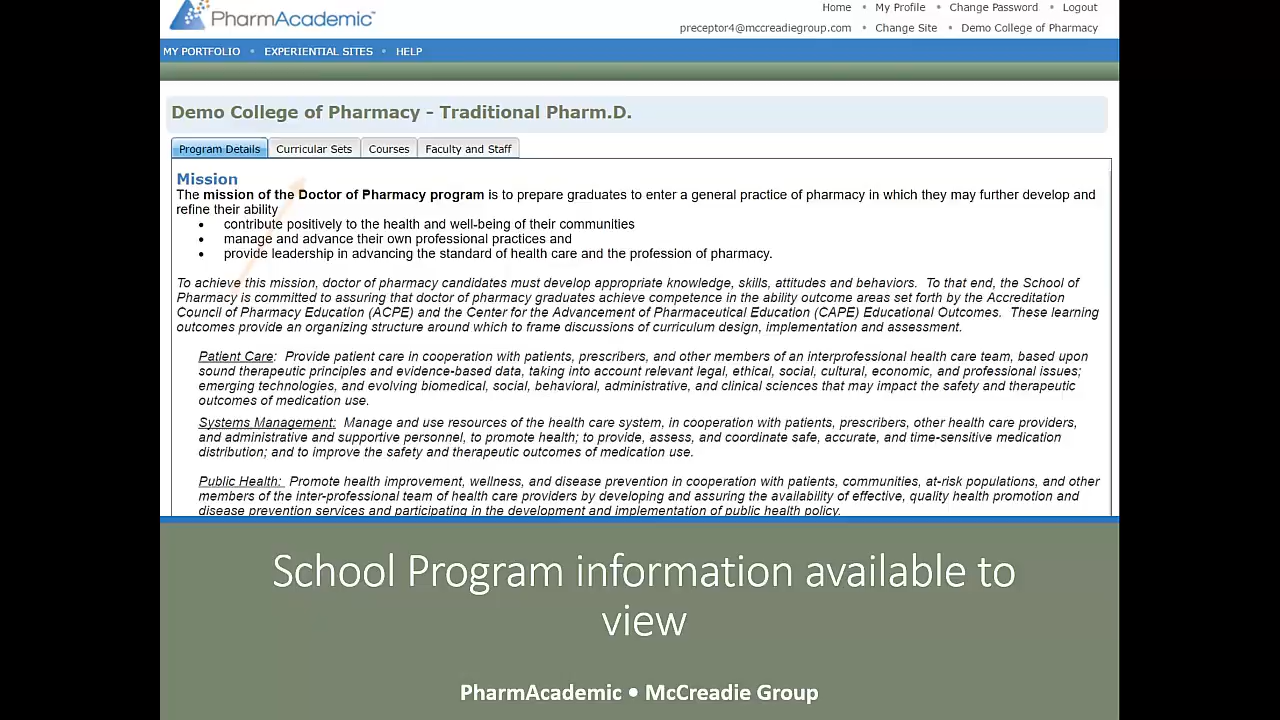 PharmAcademic
Home • My Profile • Change Password • Logout
preceptor4@mccreadiegroup.com • Change Site • Demo College of Pharmacy
MY PORTFOLIO • EXPERIENTIAL SITES • HELP
Demo College of Pharmacy - Traditional Pharm.D.
Program Details Curricular Sets Courses Faculty and Staff
Mission
The mission of the Doctor of Pharmacy program is to prepare graduates to enter a general practice of pharmacy in which they may further develop and
refine their ability
• contribute positively to the health and well-being of their communities
• manage and advance their own professional practices and
• provide leadership in advancing the standard of health care and the profession of pharmacy.
To achieve this mission, doctor of pharmacy candidates must develop appropriate knowledge, skills, attitudes and behaviors. To that end, the School of
Pharmacy is committed to assuring that doctor of pharmacy graduates achieve competence in the ability outcome areas set forth by the Accreditation
Council of Pharmacy Education (ACPE) and the Center for the Advancement of Pharmaceutical Education (CAPE) Educational Outcomes. These learning
outcomes provide an organizing structure around which to frame discussions of curriculum design, implementation and assessment.
Patient Care: Provide patient care in cooperation with patients, prescribers, and other members of an interprofessional health care team, based upon
sound therapeutic principles and evidence-based data, taking into account relevant legal, ethical, social, cultural, economic, and professional issues;
emerging technologies, and evolving biomedical, social, behavioral, administrative, and clinical sciences that may impact the safety and therapeutic
outcomes of medication use.
Systems Management: Manage and use resources of the health care system, in cooperation with patients, prescribers, other health care providers,
and administrative and supportive personnel, to promote health; to provide, assess, and coordinate safe, accurate, and time-sensitive medication
distribution; and to improve the safety and therapeutic outcomes of medication use.
Public Health: Promote health improvement, wellness, and disease prevention in cooperation with patients, communities, at-risk populations, and other
members of the inter-professional team of health care providers by developing and assuring the availability of effective, quality health promotion and
disease prevention services and participating in the development and implementation of public health policy.
School Program information available to
view
PharmAcademic • McCreadie Group